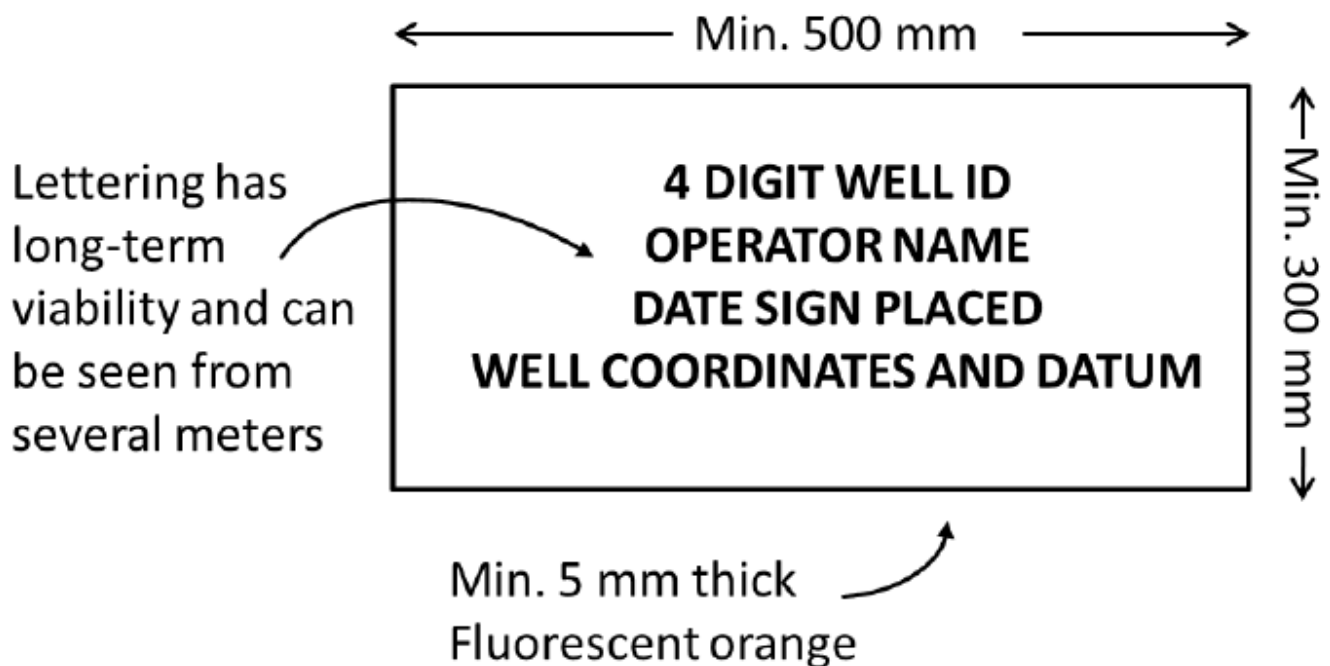 Min. 500 mm
Min. 300 mm
Lettering has
long-term
viability and can
be seen from
several meters
4 DIGIT WELL ID
OPERATOR NAME
DATE SIGN PLACED
WELL COORDINATES AND DATUM
Min. 5 mm thick
Fluorescent orange